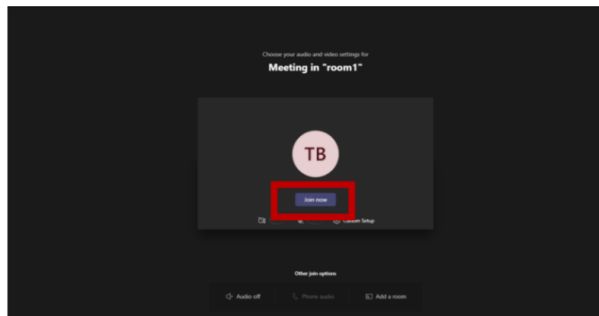 Choose your audio and video settings for
Meeting in "room1"
TB
Join now
Custom Setup
Other join options
Audio off
Phone audio
Add a room